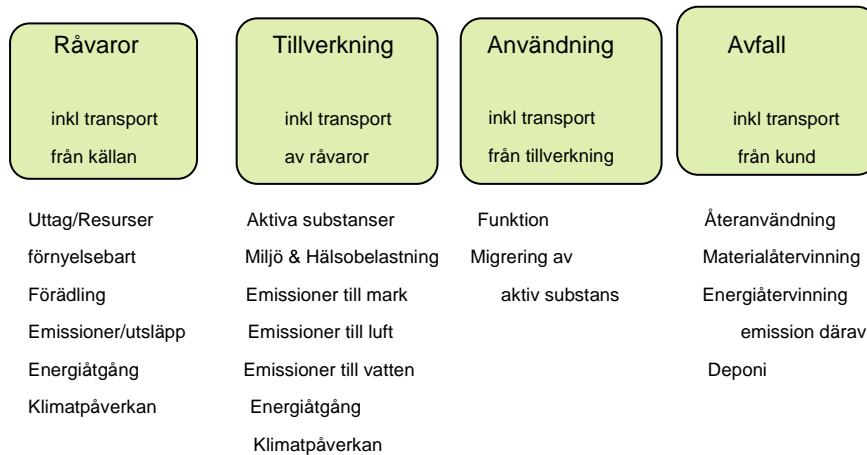 Råvaror
inkl transport
från källan
Uttag/Resurser
förnyelsebart
Förädling
Emissioner/utsläpp
Energiåtgång
Klimatpåverkan
Tillverkning
inkl transport
av råvaror
Aktiva substanser
Miljö & Hälsobelastning
Emissioner till mark
Emissioner till luft
Emissioner till vatten
Energiåtgång
Klimatpåverkan
Användning
inkl transport
från tillverkning
Funktion
Migrering av
aktiv substans
Avfall
inkl transport
från kund
Återanvändning
Materialåtervinning
Energiåtervinning
emission därav
Deponi